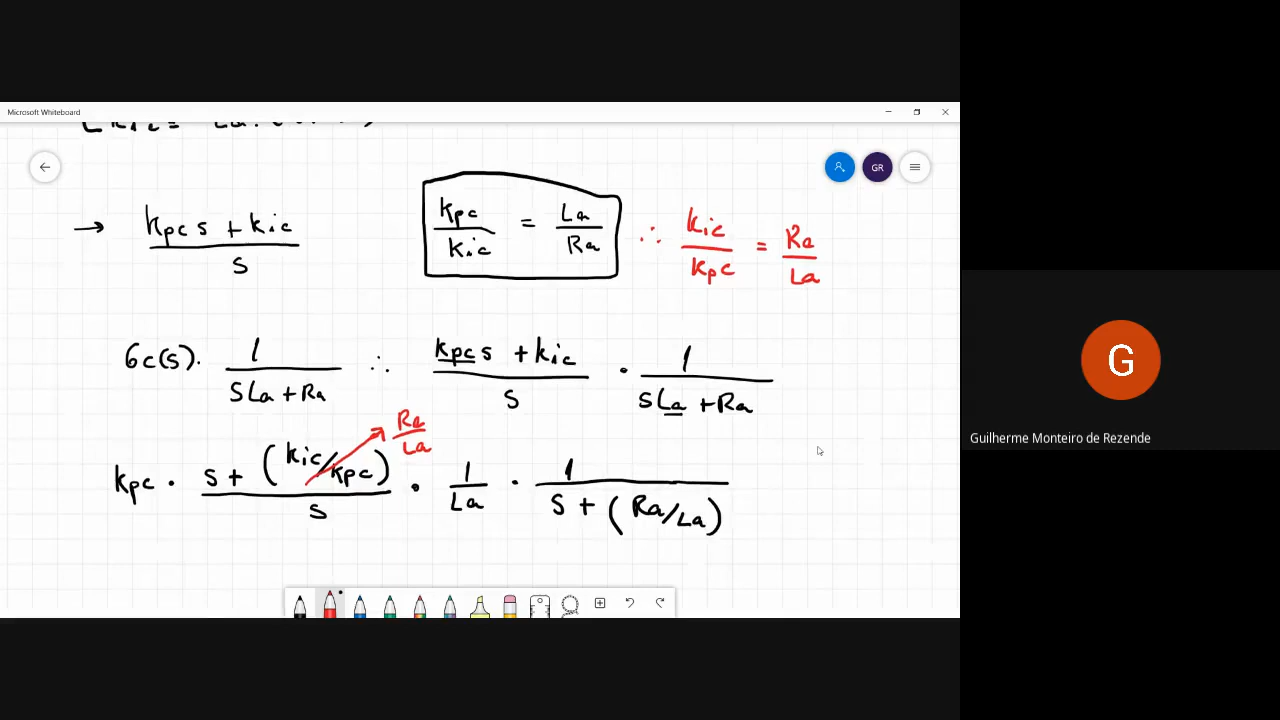 Microsoft Whiteboard
GR
→ kpc s + kic / s
kpc / kic = La / Ra ∴ kic / kpc = Ra / La
Gc(s) · 1 / sLa + Ra ∴ kpc s + kic / s · 1 / sLa + Ra
Ra / La
kpc · s + (kic/kpc) / s · 1 / La · 1 / s + (Ra/La)
G
Guilherme Monteiro de Rezende